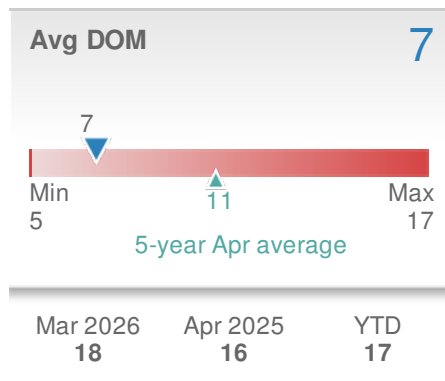 Avg DOM 7
7
Min Max
5 11 17
5-year Apr average
Mar 2026 Apr 2025 YTD
18 16 17